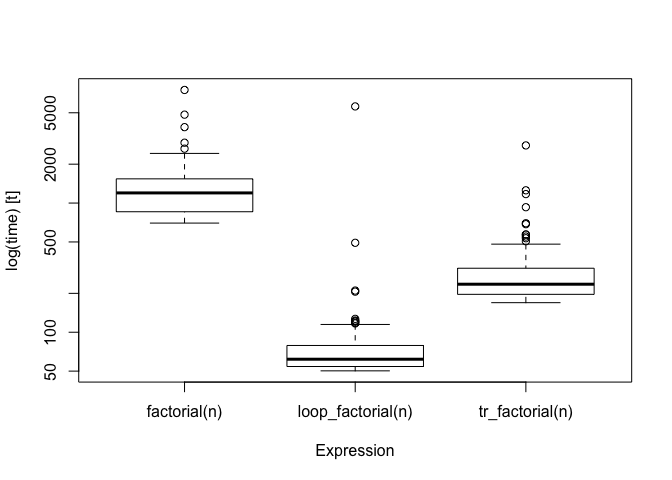 log(time) [t]
5000
2000
500
100
50
factorial(n) loop_factorial(n) tr_factorial(n)
Expression